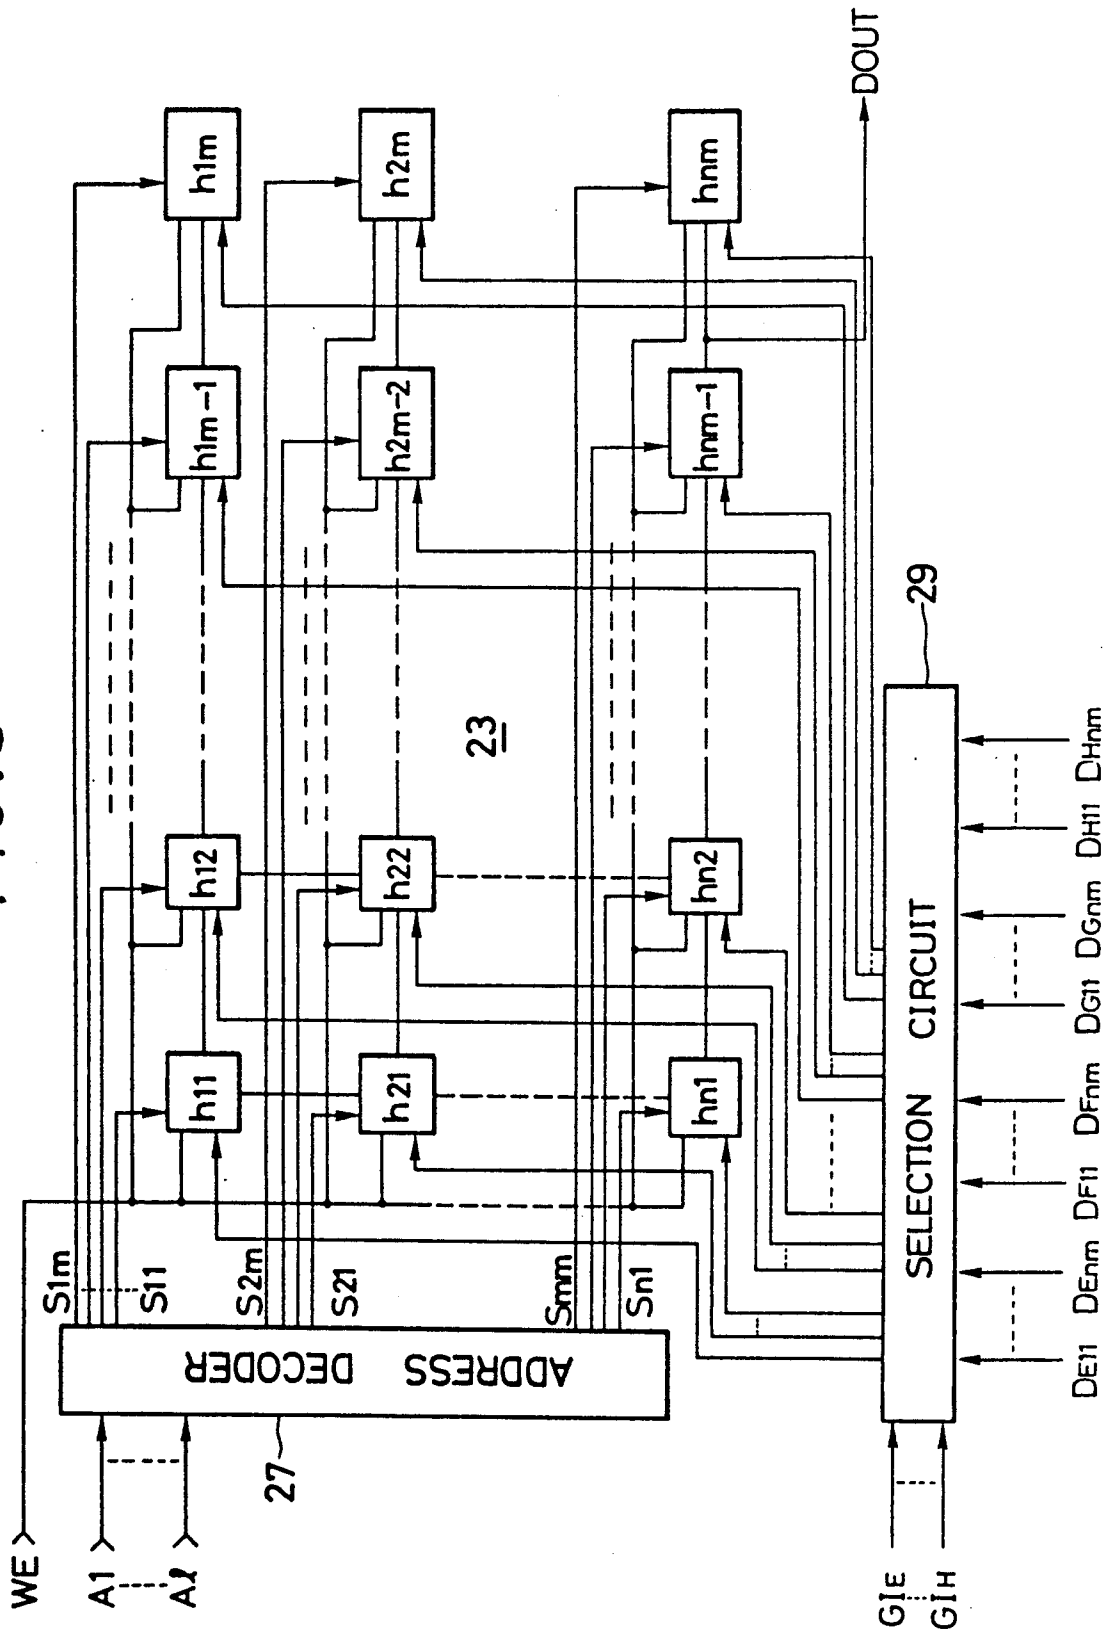 WE
A1
Aℓ
27
ADDRESS DECODER
S1m
S11
S2m
S21
Smm
Sn1
h11
h12
h1m-1
h1m
h21
h22
h2m-2
h2m
23
hn1
hn2
hnm-1
hnm
DOUT
29
SELECTION CIRCUIT
GIE
GIH
DE11
DEnm
DF11
DFnm
DG11
DGnm
DH11
DHnm